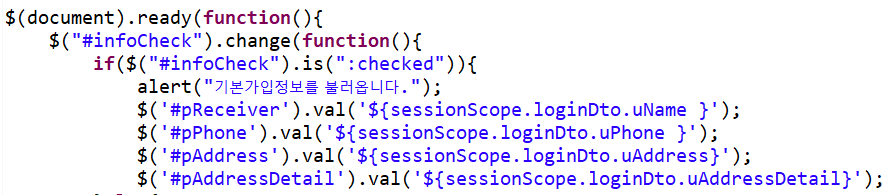 $(document).ready(function(){
    $("#infoCheck").change(function(){
        if($("#infoCheck").is(":checked")){
            alert("기본가입정보를 불러옵니다.");
            $('#pReceiver').val('${sessionScope.loginDto.uName }');
            $('#pPhone').val('${sessionScope.loginDto.uPhone }');
            $('#pAddress').val('${sessionScope.loginDto.uAddress}');
            $('#pAddressDetail').val('${sessionScope.loginDto.uAddressDetail}');